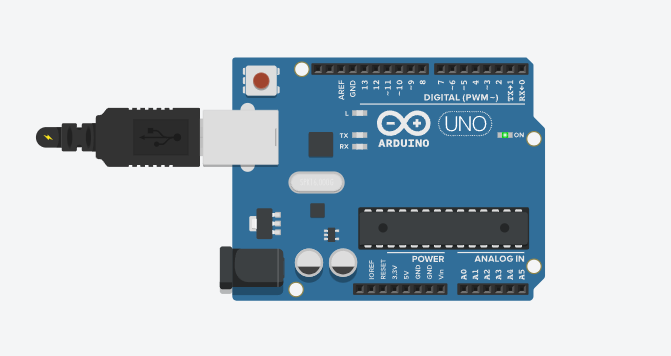 AREF
GND
13
12
~11
~10
~9
8
7
~6
~5
4
~3
2
TX→1
RX←0
DIGITAL (PWM~)
L
TX
RX
UNO
ARDUINO
ON
POWER
ANALOG IN
IOREF
RESET
3.3V
5V
GND
GND
Vin
A0
A1
A2
A3
A4
A5